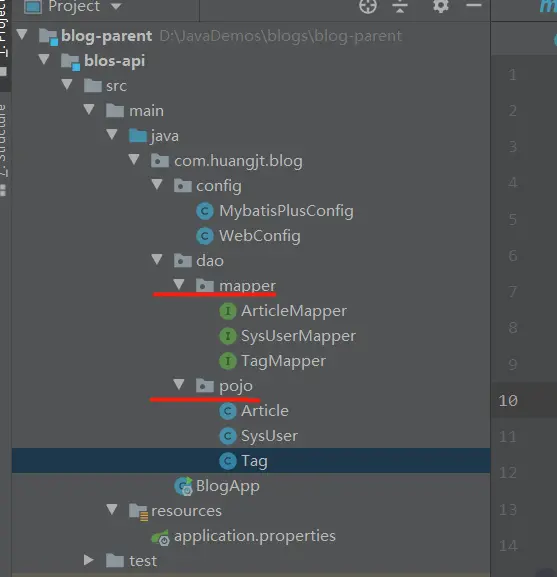 Project
blog-parent D:\JavaDemos\blogs\blog-parent
blos-api
src
main
java
com.huangjt.blog
config
C MybatisPlusConfig
C WebConfig
dao
mapper
I ArticleMapper
I SysUserMapper
I TagMapper
pojo
C Article
C SysUser
C Tag
BlogApp
resources
application.properties
test
1: Project
7: Structure
m
1
2
3
4
5
6
7
8
9
10
11
12
13
14